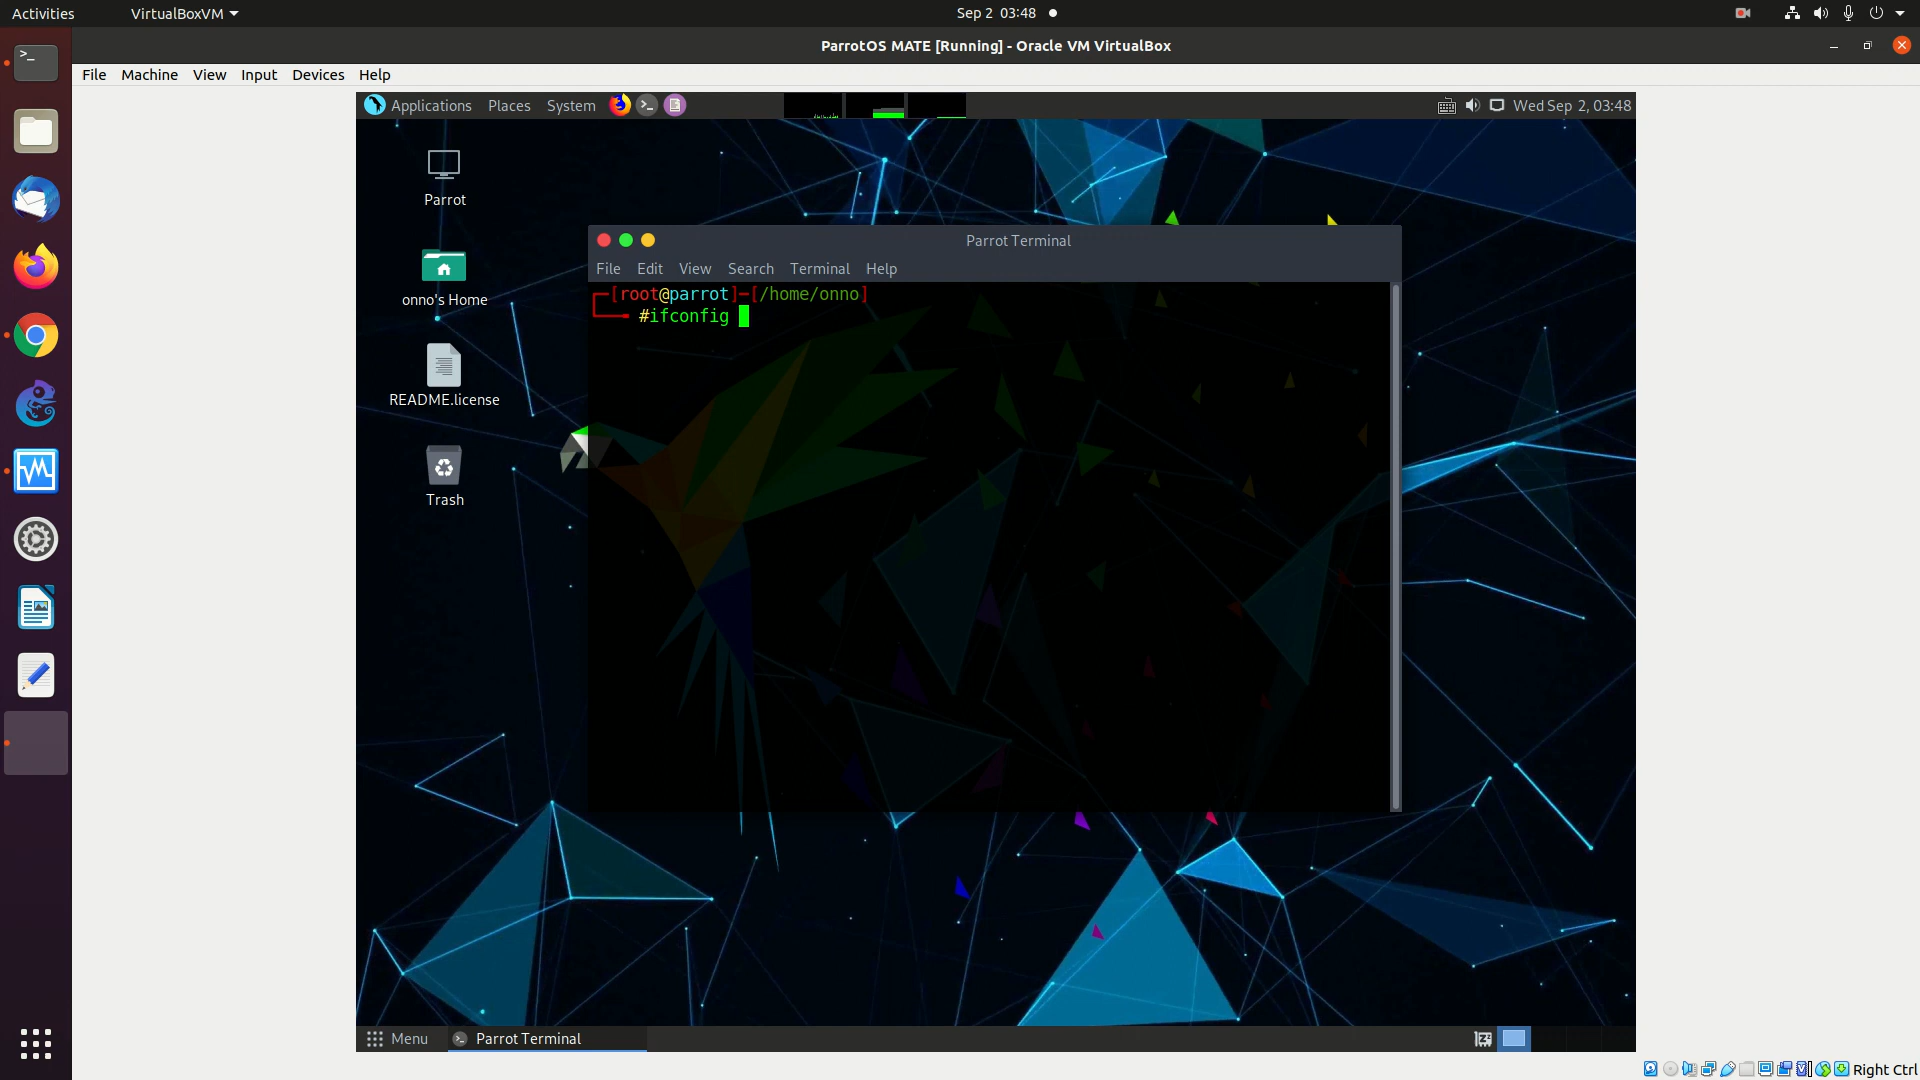 Activities
VirtualBoxVM
Sep 2 03:48
ParrotOS MATE [Running] - Oracle VM VirtualBox
File Machine View Input Devices Help
Applications Places System
Wed Sep 2, 03:48
Parrot
onno's Home
README.license
Trash
Parrot Terminal
File Edit View Search Terminal Help
[root@parrot]-[/home/onno]
#ifconfig
Menu
Parrot Terminal
Right Ctrl